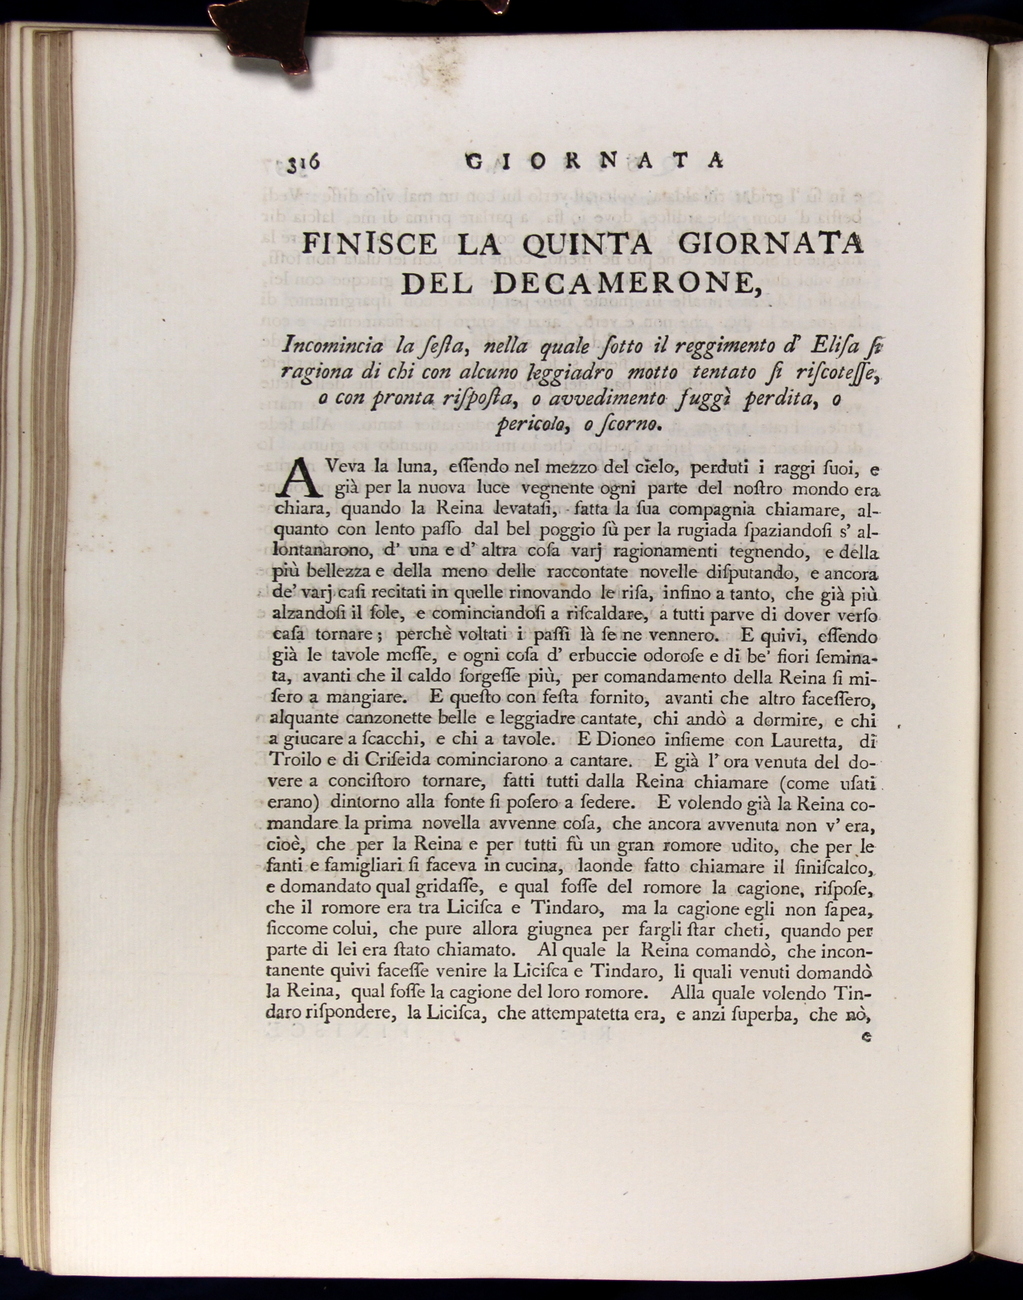 316 GIORNATA
FINISCE LA QUINTA GIORNATA
DEL DECAMERONE,
Incomincia la ſeſta, nella quale ſotto il reggimento d' Eliſa ſi
ragiona di chi con alcuno leggiadro motto tentato ſi riſcoteſſe,
o con pronta riſpoſta, o avvedimento fuggì perdita, o
pericolo, o ſcorno.
AVeva la luna, eſſendo nel mezzo del cielo, perduti i raggi ſuoi, e
già per la nuova luce vegnente ogni parte del noſtro mondo era
chiara, quando la Reina levataſi, fatta la ſua compagnia chiamare, al-
quanto con lento paſſo dal bel poggio ſù per la rugiada ſpaziandoſi s' al-
lontanarono, d' una e d' altra coſa varj ragionamenti tegnendo, e della
più bellezza e della meno delle raccontate novelle diſputando, e ancora
de' varj caſi recitati in quelle rinovando le riſa, infino a tanto, che già più
alzandoſi il ſole, e cominciandoſi a riſcaldare, a tutti parve di dover verſo
caſa tornare; perchè voltati i paſſi là ſe ne vennero. E quivi, eſſendo
già le tavole meſſe, e ogni coſa d' erbuccie odoroſe e di be' fiori ſemina-
ta, avanti che il caldo ſorgeſſe più, per comandamento della Reina ſi mi-
ſero a mangiare. E queſto con feſta fornito, avanti che altro faceſſero,
alquante canzonette belle e leggiadre cantate, chi andò a dormire, e chi
a giucare a ſcacchi, e chi a tavole. E Dioneo inſieme con Lauretta, di
Troilo e di Criſeida cominciarono a cantare. E già l' ora venuta del do-
vere a conciſtoro tornare, fatti tutti dalla Reina chiamare (come uſati
erano) dintorno alla fonte ſi poſero a ſedere. E volendo già la Reina co-
mandare la prima novella avvenne coſa, che ancora avvenuta non v' era,
cioè, che per la Reina e per tutti fù un gran romore udito, che per le
fanti e famigliari ſi faceva in cucina, laonde fatto chiamare il ſiniſcalco,
e domandato qual gridaſſe, e qual foſſe del romore la cagione, riſpoſe,
che il romore era tra Liciſca e Tindaro, ma la cagione egli non ſapea,
ſiccome colui, che pure allora giugnea per fargli ſtar cheti, quando per
parte di lei era ſtato chiamato. Al quale la Reina comandò, che incon-
tanente quivi faceſſe venire la Liciſca e Tindaro, li quali venuti domandò
la Reina, qual foſſe la cagione del loro romore. Alla quale volendo Tin-
daro riſpondere, la Liciſca, che attempatetta era, e anzi ſuperba, che nò,
e